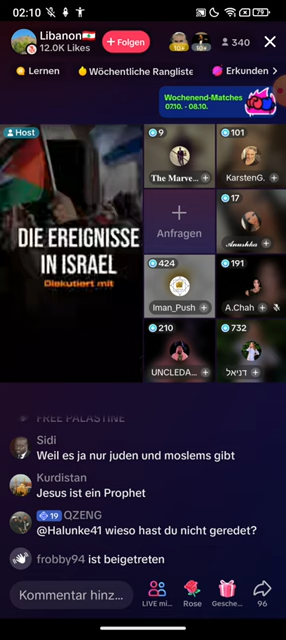 02:10
79
Libanon🇱🇧
12.0K Likes
+ Folgen
10+
10+
340
Lernen
Wöchentliche Rangliste
Erkunden
Wochenend-Matches
07.10. - 08.10.
Host
DIE EREIGNISSE
IN ISRAEL
Diskutiert mit
9
The Marve...
101
KarstenG.
Anfragen
17
Anushka
424
Iman_Push
191
A.Chah
210
UNCLEDA...
732
דניאל
FREE PALASTINE
Sidi
Weil es ja nur juden und moslems gibt
Kurdistan
Jesus ist ein Prophet
19 QZENG
@Halunke41 wieso hast du nicht geredet?
frobby94 ist beigetreten
Kommentar hinz...
LIVE mi...
Rose
Gesche...
96